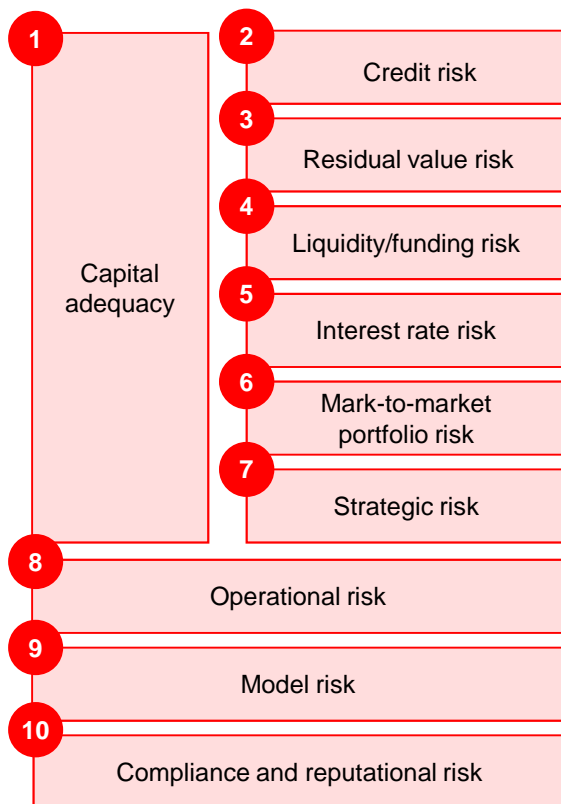 1
Capital
adequacy
2
Credit risk
3
Residual value risk
4
Liquidity/funding risk
5
Interest rate risk
6
Mark-to-market
portfolio risk
7
Strategic risk
8
Operational risk
9
Model risk
10
Compliance and reputational risk